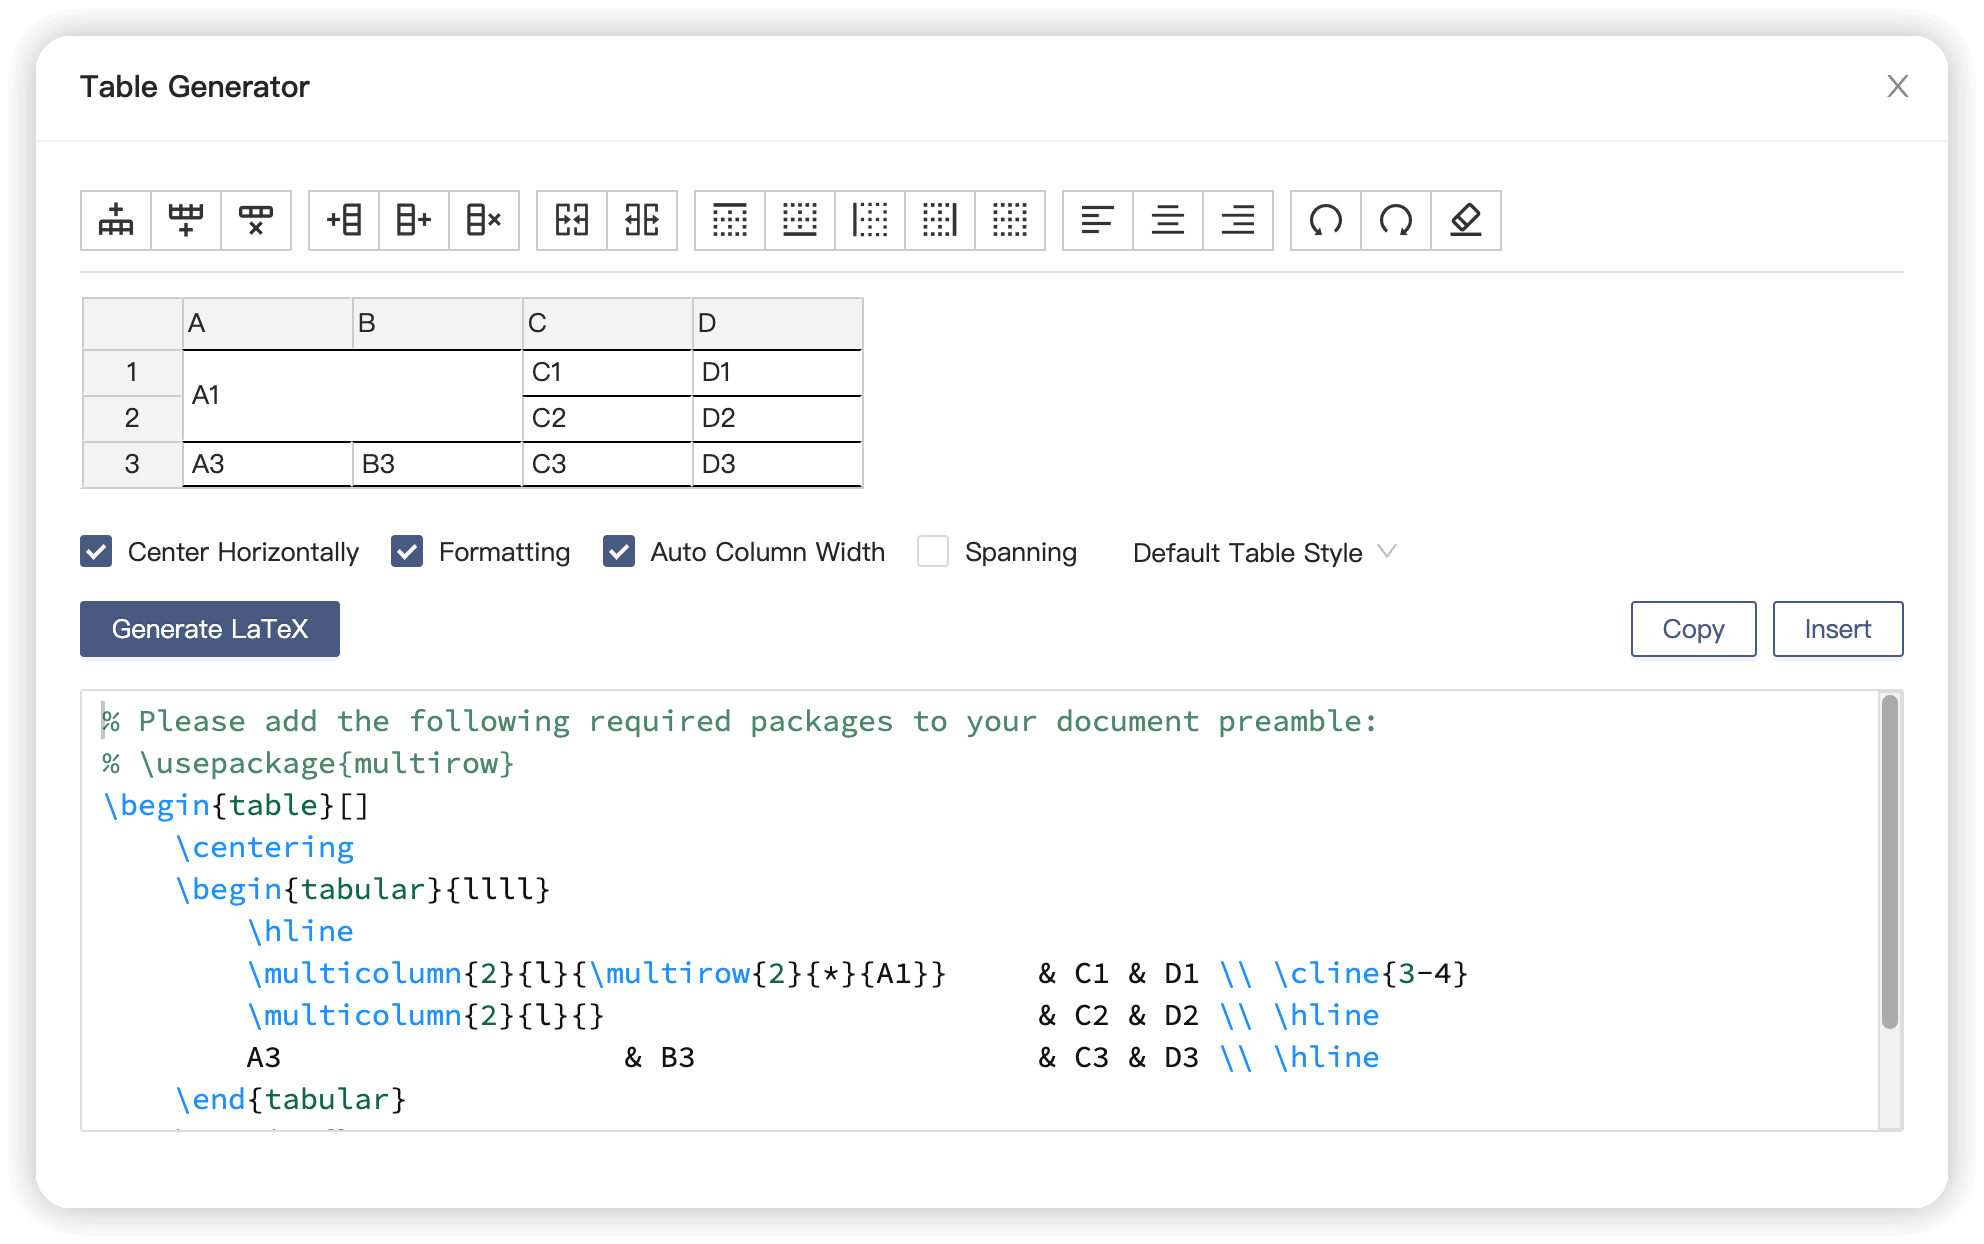 Table Generator
A B C D
1 A1 C1 D1
2 C2 D2
3 A3 B3 C3 D3
Center Horizontally Formatting Auto Column Width Spanning Default Table Style
Generate LaTeX Copy Insert
% Please add the following required packages to your document preamble:
% \usepackage{multirow}
\begin{table}[]
    \centering
    \begin{tabular}{llll}
        \hline
        \multicolumn{2}{l}{\multirow{2}{*}{A1}}     & C1 & D1 \\ \cline{3-4}
        \multicolumn{2}{l}{}                        & C2 & D2 \\ \hline
        A3                   & B3                   & C3 & D3 \\ \hline
    \end{tabular}